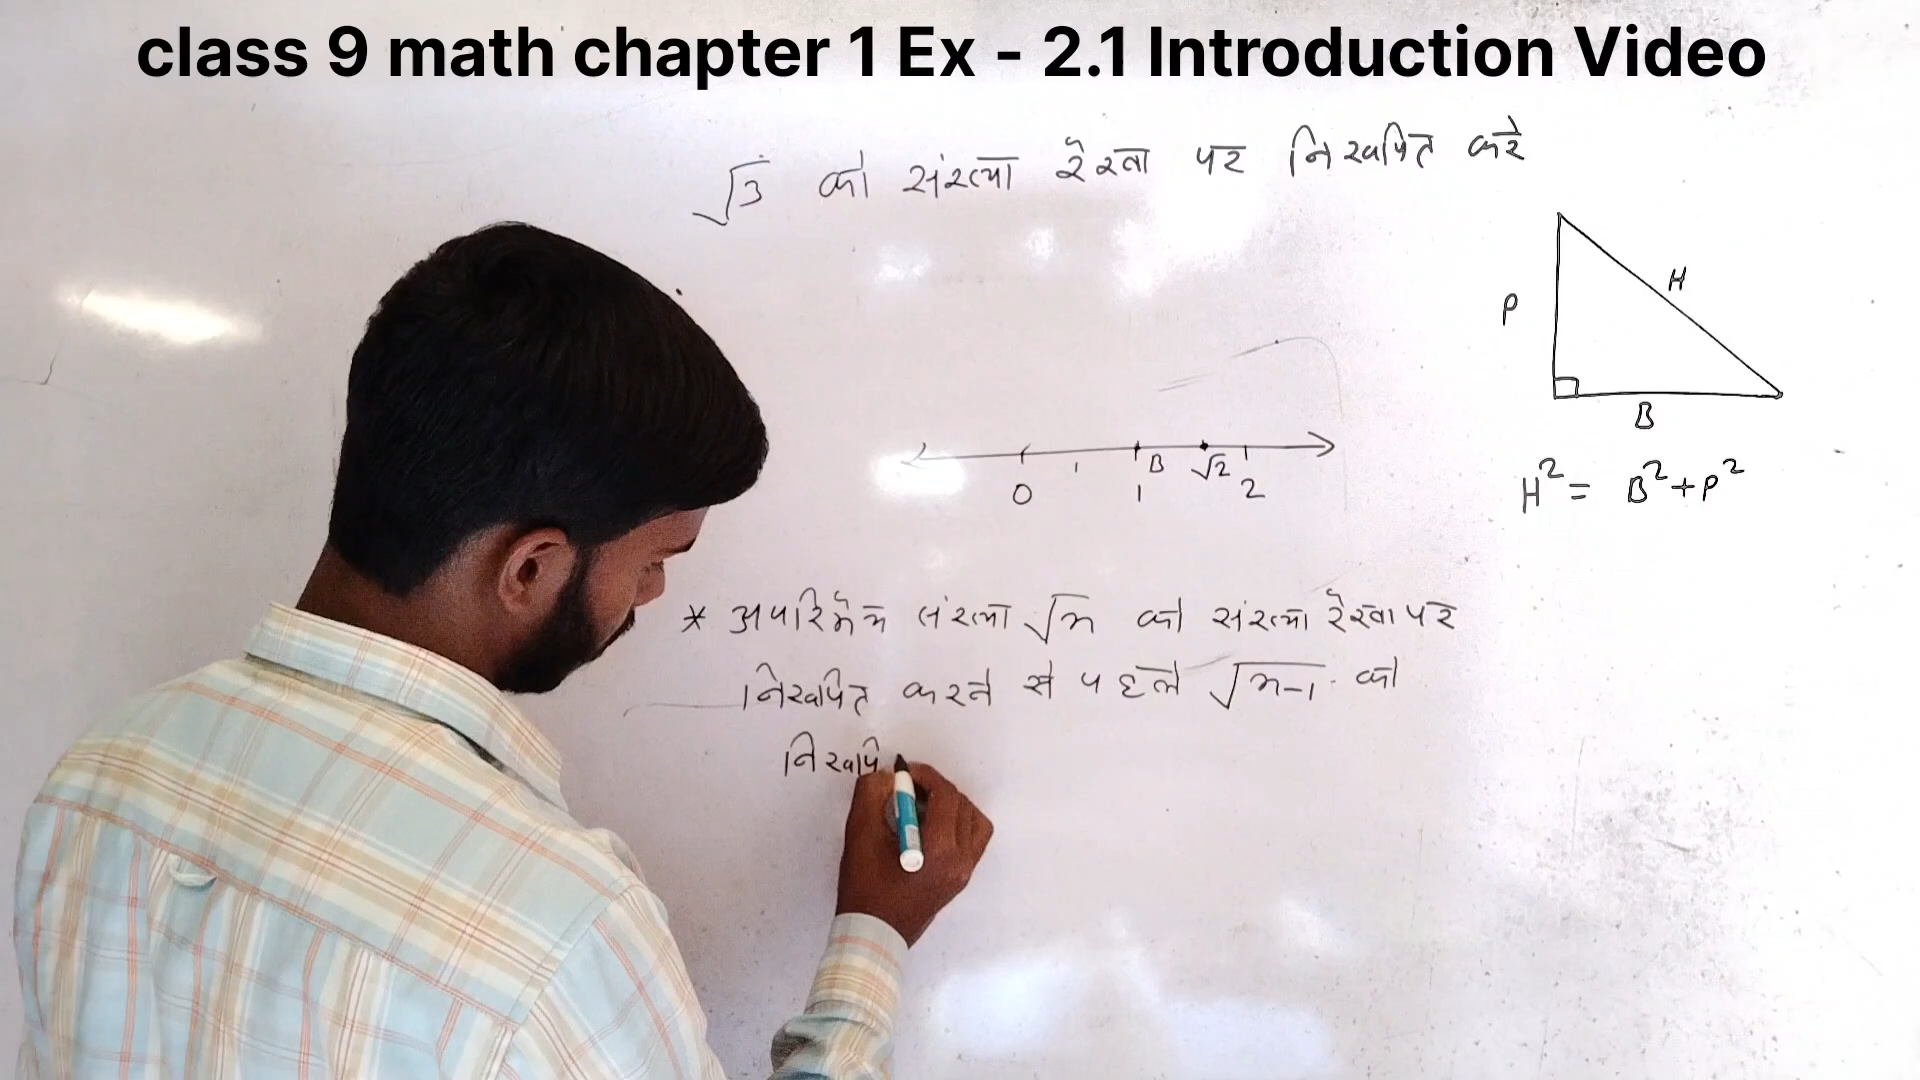 class 9 math chapter 1 Ex - 2.1 Introduction Video
√3 को संख्या रेखा पर निरूपित करे
P
H
B
H² = B² + P²
B √2
0 1 2
* अपरिमेय संख्या √n को संख्या रेखा पर
निरूपित करने से पहले √n-1 को
निरूपि